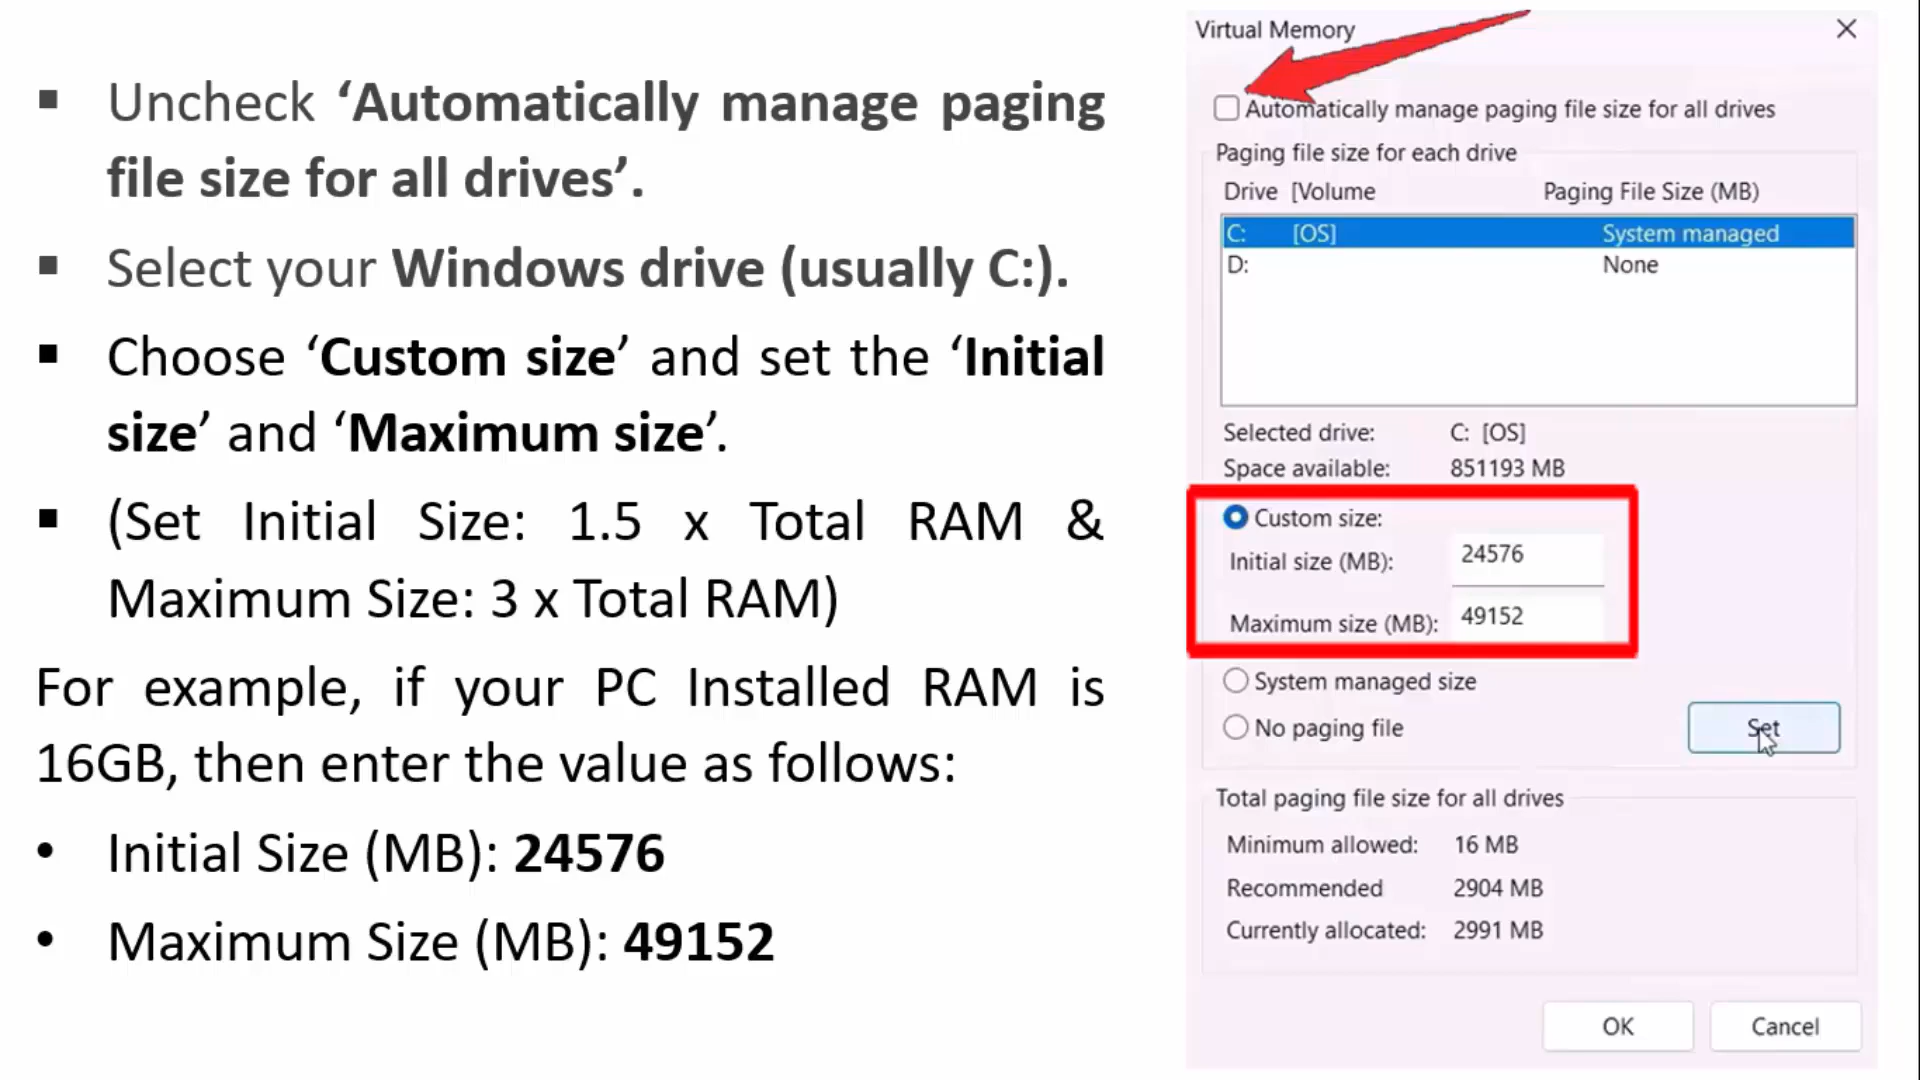 ▪ Uncheck ‘Automatically manage paging
file size for all drives’.
▪ Select your Windows drive (usually C:).
▪ Choose ‘Custom size’ and set the ‘Initial
size’ and ‘Maximum size’.
▪ (Set Initial Size: 1.5 x Total RAM &
Maximum Size: 3 x Total RAM)
For example, if your PC Installed RAM is
16GB, then enter the value as follows:
• Initial Size (MB): 24576
• Maximum Size (MB): 49152
Virtual Memory
Automatically manage paging file size for all drives
Paging file size for each drive
Drive [Volume Paging File Size (MB)
C: [OS] System managed
D: None
Selected drive: C: [OS]
Space available: 851193 MB
Custom size:
Initial size (MB): 24576
Maximum size (MB): 49152
System managed size
No paging file
Set
Total paging file size for all drives
Minimum allowed: 16 MB
Recommended 2904 MB
Currently allocated: 2991 MB
OK Cancel